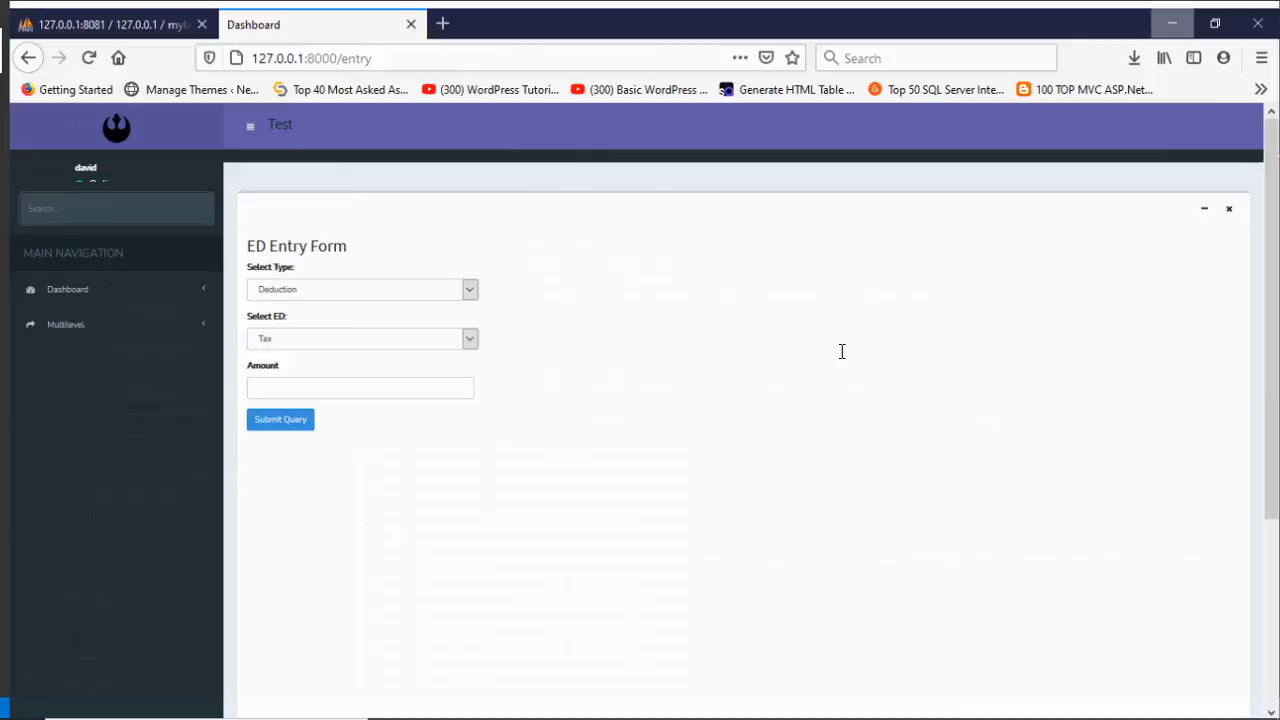 127.0.0.1:8081 / 127.0.0.1 / myla
Dashboard
127.0.0.1:8000/entry
Search
Getting Started
Manage Themes ‹ Ne...
Top 40 Most Asked As...
(300) WordPress Tutori...
(300) Basic WordPress ...
Generate HTML Table ...
Top 50 SQL Server Inte...
100 TOP MVC ASP.Net...
Test
david
Search...
MAIN NAVIGATION
Dashboard
Multilevel
ED Entry Form
Select Type:
Deduction
Select ED:
Tax
Amount
Submit Query